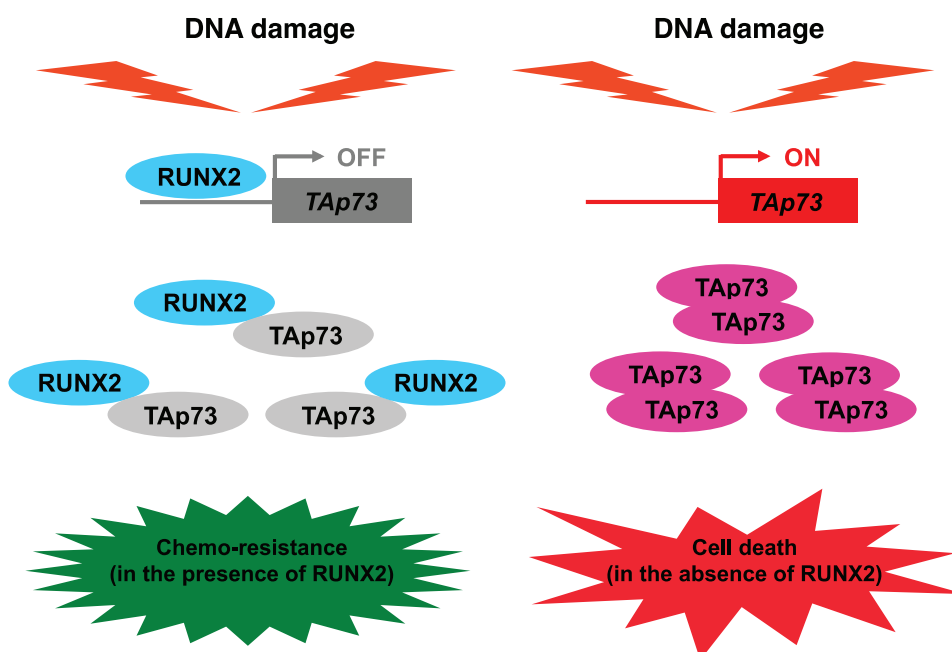 DNA damage
DNA damage
OFF
RUNX2
TAp73
ON
TAp73
RUNX2
TAp73
RUNX2
TAp73
RUNX2
TAp73
TAp73
TAp73
TAp73
TAp73
TAp73
TAp73
Chemo-resistance
(in the presence of RUNX2)
Cell death
(in the absence of RUNX2)